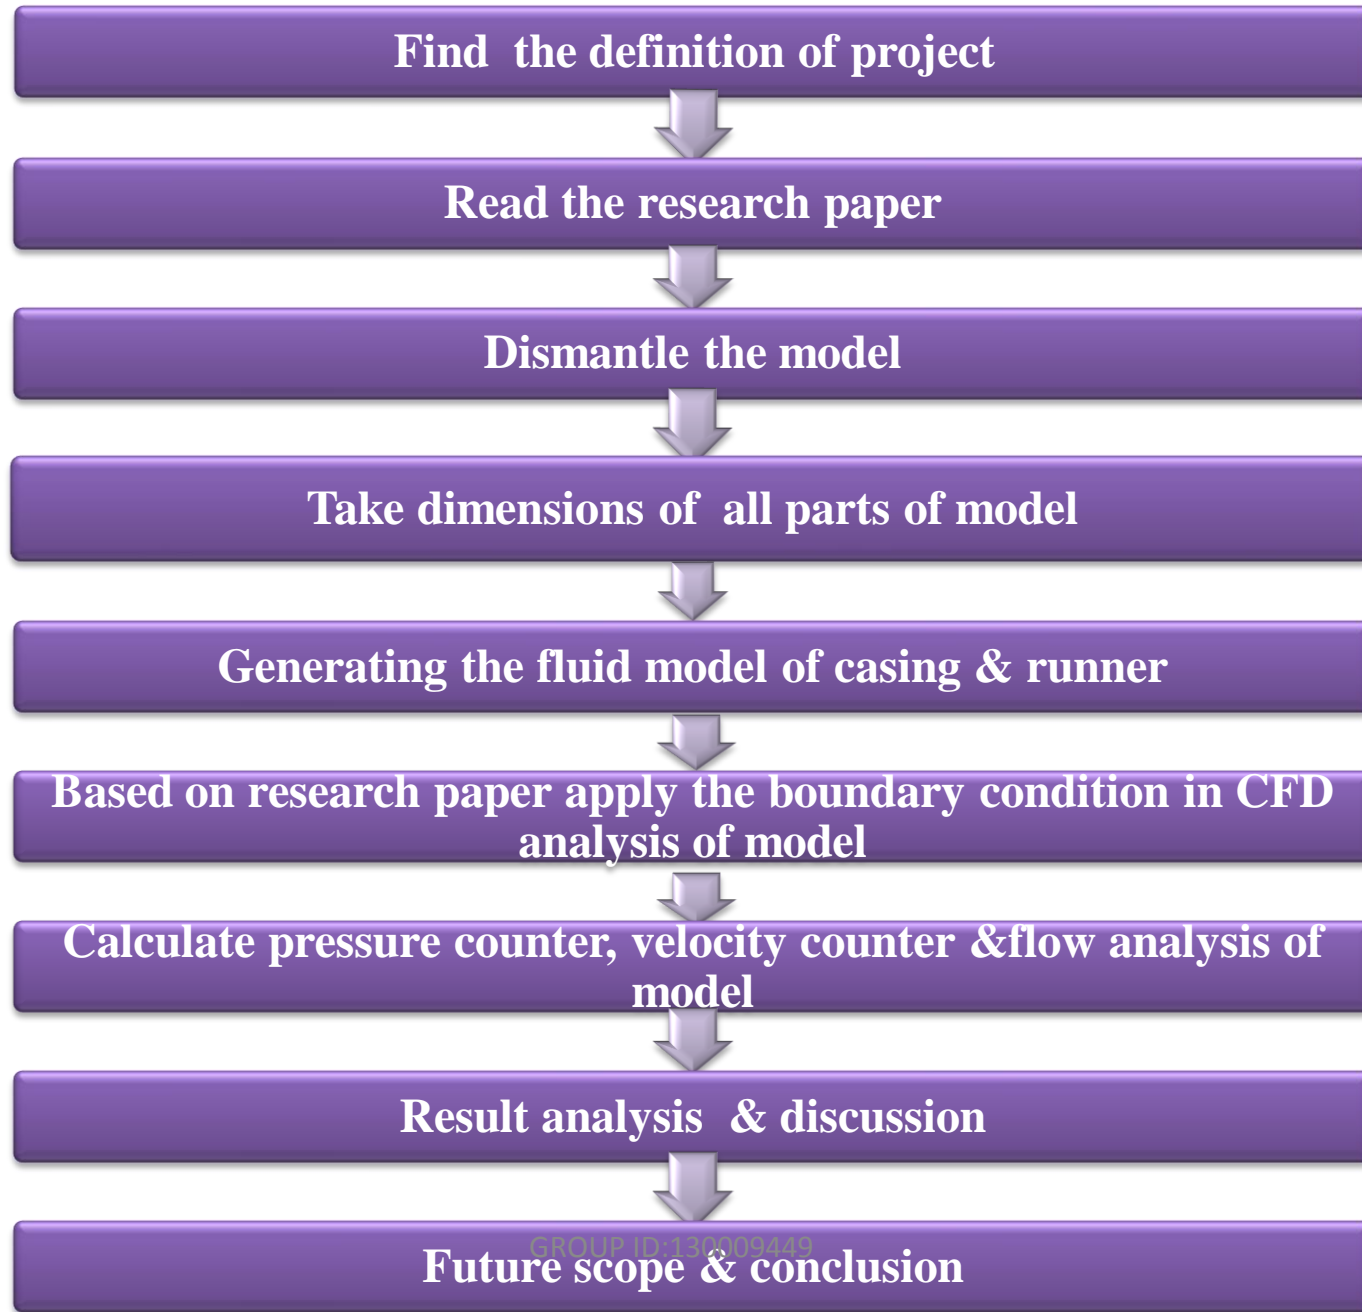 Find the definition of project
Read the research paper
Dismantle the model
Take dimensions of all parts of model
Generating the fluid model of casing & runner
Based on research paper apply the boundary condition in CFD
analysis of model
Calculate pressure counter, velocity counter &flow analysis of
model
Result analysis & discussion
GROUP ID:130009449
Future scope & conclusion